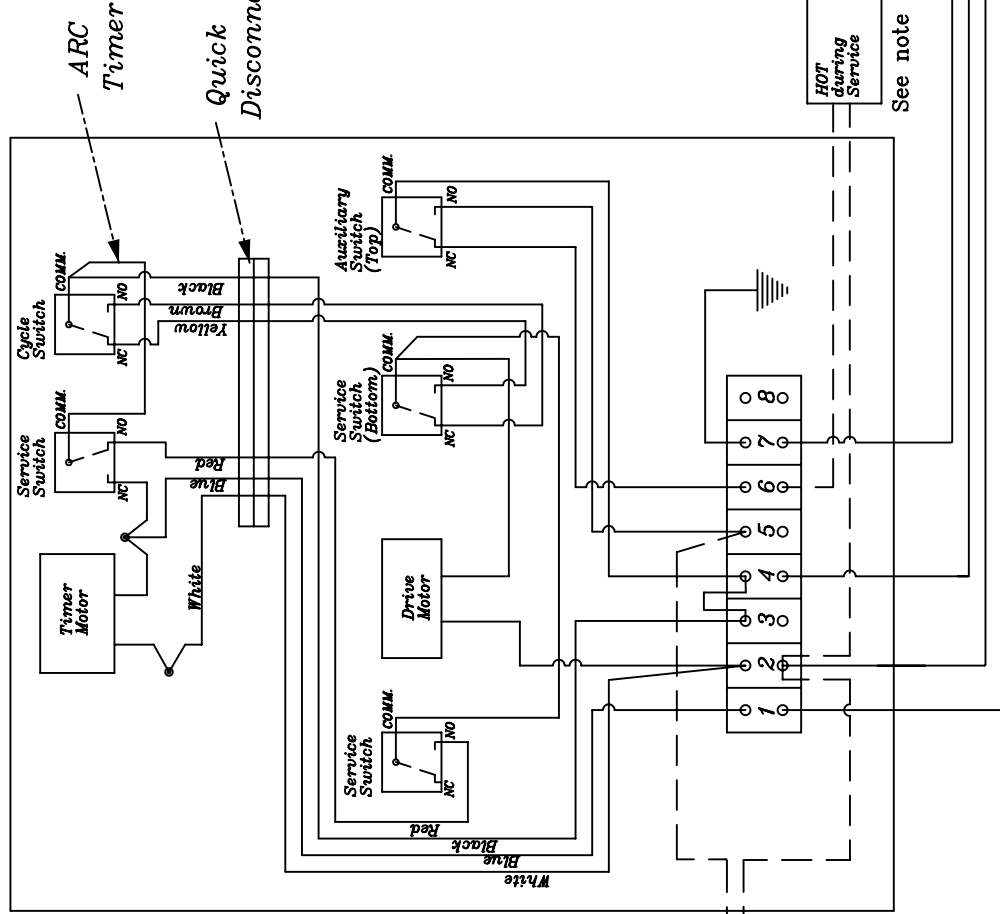 ARC
Timer
Quick
Disconn
HOT
during
Service
See note
Cycle
Switch
COMM.
NO
NC
Service
Switch
COMM.
NO
NC
Timer
Motor
Black
Brown
Yellow
Red
Blue
White
Auxiliary
Switch
(Top)
COMM.
NO
NC
Service
Switch
(Bottom)
COMM.
NO
NC
Drive
Motor
Service
Switch
COMM.
NO
NC
Red
Black
Blue
White
8
7
6
5
4
3
2
1